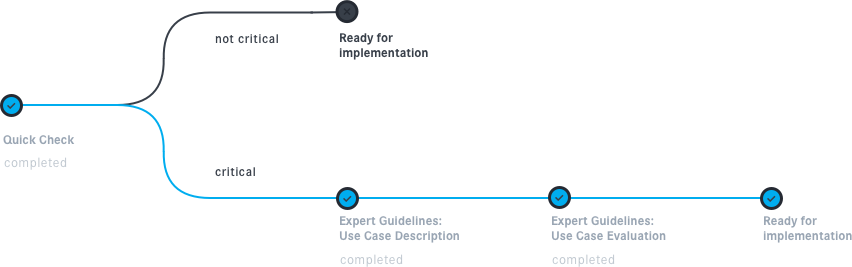 not critical
Ready for
implementation
Quick Check
completed
critical
Expert Guidelines:
Use Case Description
completed
Expert Guidelines:
Use Case Evaluation
completed
Ready for
implementation